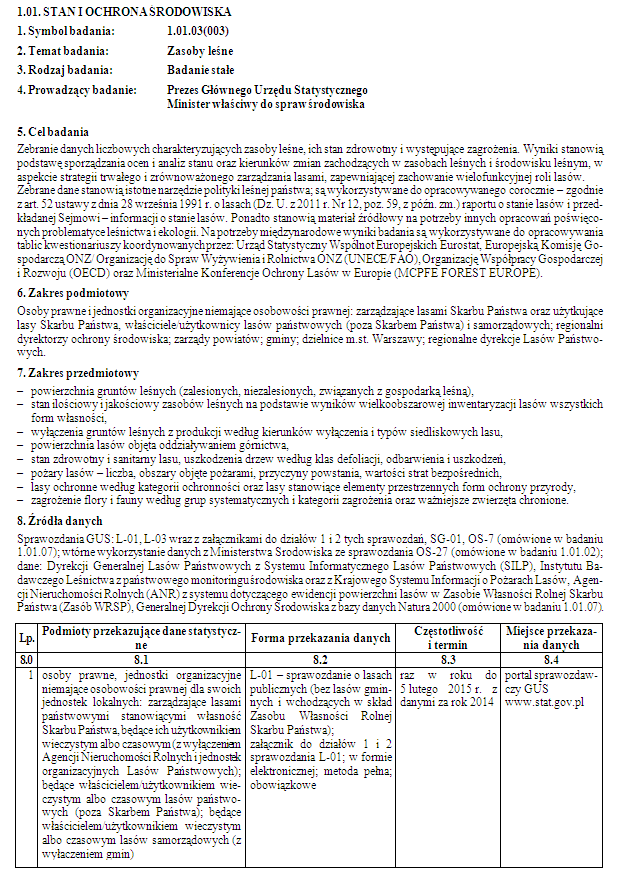 1.01. STAN I OCHRONA ŚRODOWISKA
1. Symbol badania: 1.01.03(003)
2. Temat badania: Zasoby leśne
3. Rodzaj badania: Badanie stałe
4. Prowadzący badanie: Prezes Głównego Urzędu Statystycznego
Minister właściwy do spraw środowiska
5. Cel badania
Zebranie danych liczbowych charakteryzujących zasoby leśne, ich stan zdrowotny i występujące zagrożenia. Wyniki stanowią
podstawę sporządzania ocen i analiz stanu oraz kierunków zmian zachodzących w zasobach leśnych i środowisku leśnym, w
aspekcie strategii trwałego i zrównoważonego zarządzania lasami, zapewniającej zachowanie wielofunkcyjnej roli lasów.
Zebrane dane stanowią istotne narzędzie polityki leśnej państwa; są wykorzystywane do opracowywanego corocznie – zgodnie
z art. 52 ustawy z dnia 28 września 1991 r. o lasach (Dz. U. z 2011 r. Nr 12, poz. 59, z późn. zm.) raportu o stanie lasów i przed-
kładanej Sejmowi – informacji o stanie lasów. Ponadto stanowią materiał źródłowy na potrzeby innych opracowań poświęco-
nych problematyce leśnictwa i ekologii. Na potrzeby międzynarodowe wyniki badania są wykorzystywane do opracowywania
tablic kwestionariuszy koordynowanych przez: Urząd Statystyczny Wspólnot Europejskich Eurostat, Europejską Komisję Go-
spodarczą ONZ/ Organizację do Spraw Wyżywienia i Rolnictwa ONZ (UNECE/FAO), Organizację Współpracy Gospodarczej
i Rozwoju (OECD) oraz Ministerialne Konferencje Ochrony Lasów w Europie (MCPFE FOREST EUROPE).
6. Zakres podmiotowy
Osoby prawne i jednostki organizacyjne niemające osobowości prawnej: zarządzające lasami Skarbu Państwa oraz użytkujące
lasy Skarbu Państwa, właściciele/użytkownicy lasów państwowych (poza Skarbem Państwa) i samorządowych; regionalni
dyrektorzy ochrony środowiska; zarządy powiatów; gminy; dzielnice m.st. Warszawy; regionalne dyrekcje Lasów Państwo-
wych.
7. Zakres przedmiotowy
– powierzchnia gruntów leśnych (zalesionych, niezalesionych, związanych z gospodarką leśną),
– stan ilościowy i jakościowy zasobów leśnych na podstawie wyników wielkoobszarowej inwentaryzacji lasów wszystkich
form własności,
– wyłączenia gruntów leśnych z produkcji według kierunków wyłączenia i typów siedliskowych lasu,
– powierzchnia lasów objęta oddziaływaniem górnictwa,
– stan zdrowotny i sanitarny lasu, uszkodzenia drzew według klas defoliacji, odbarwienia i uszkodzeń,
– pożary lasów – liczba, obszary objęte pożarami, przyczyny powstania, wartości strat bezpośrednich,
– lasy ochronne według kategorii ochronności oraz lasy stanowiące elementy przestrzennych form ochrony przyrody,
– zagrożenie flory i fauny według grup systematycznych i kategorii zagrożenia oraz ważniejsze zwierzęta chronione.
8. Źródła danych
Sprawozdania GUS: L-01, L-03 wraz z załącznikami do działów 1 i 2 tych sprawozdań, SG-01, OS-7 (omówione w badaniu
1.01.07); wtórne wykorzystanie danych z Ministerstwa Środowiska ze sprawozdania OS-27 (omówione w badaniu 1.01.02);
dane: Dyrekcji Generalnej Lasów Państwowych z Systemu Informatycznego Lasów Państwowych (SILP), Instytutu Ba-
dawczego Leśnictwa z państwowego monitoringu środowiska oraz z Krajowego Systemu Informacji o Pożarach Lasów, Agen-
cji Nieruchomości Rolnych (ANR) z systemu dotyczącego ewidencji powierzchni lasów w Zasobie Własności Rolnej Skarbu
Państwa (Zasób WRSP), Generalnej Dyrekcji Ochrony Środowiska z bazy danych Natura 2000 (omówione w badaniu 1.01.07).
Lp. Podmioty przekazujące dane statystycz-
ne Forma przekazania danych Częstotliwość
i termin Miejsce przekaza-
nia danych
8.0 8.1 8.2 8.3 8.4
1 osoby prawne, jednostki organizacyjne
niemające osobowości prawnej dla swoich
jednostek lokalnych: zarządzające lasami
państwowymi stanowiącymi własność
Skarbu Państwa, będące ich użytkownikiem
wieczystym albo czasowym (z wyłączeniem
Agencji Nieruchomości Rolnych i jednostek
organizacyjnych Lasów Państwowych);
będące właścicielem/użytkownikiem wie-
czystym albo czasowym lasów państwo-
wych (poza Skarbem Państwa); będące
właścicielem/użytkownikiem wieczystym
albo czasowym lasów samorządowych (z
wyłączeniem gmin)
L-01 – sprawozdanie o lasach
publicznych (bez lasów gmin-
nych i wchodzących w skład
Zasobu Własności Rolnej
Skarbu Państwa);
załącznik do działów 1 i 2
sprawozdania L-01; w formie
elektronicznej; metoda pełna;
obowiązkowe
raz w roku do
5 lutego 2015 r. z
danymi za rok 2014
portal sprawozdaw-
czy GUS
www.stat.gov.pl